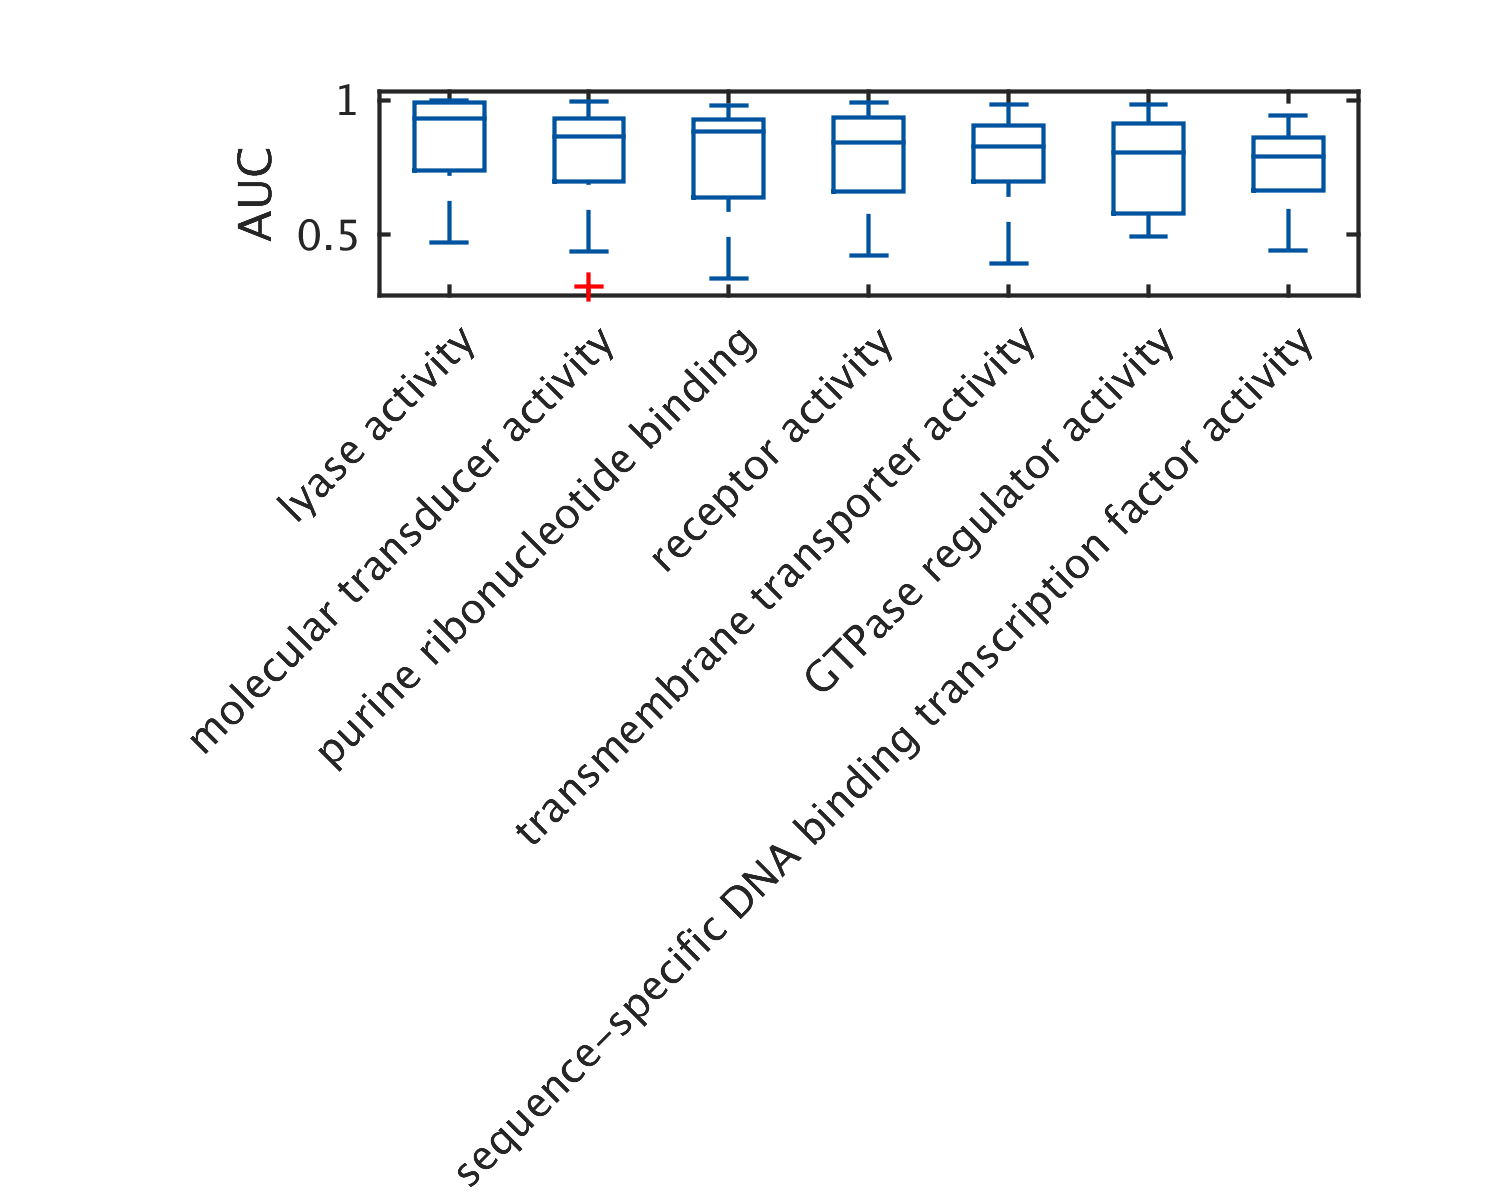 1
0.5
AUC
lyase activity
molecular transducer activity
purine ribonucleotide binding
receptor activity
transmembrane transporter activity
GTPase regulator activity
sequence-specific DNA binding transcription factor activity